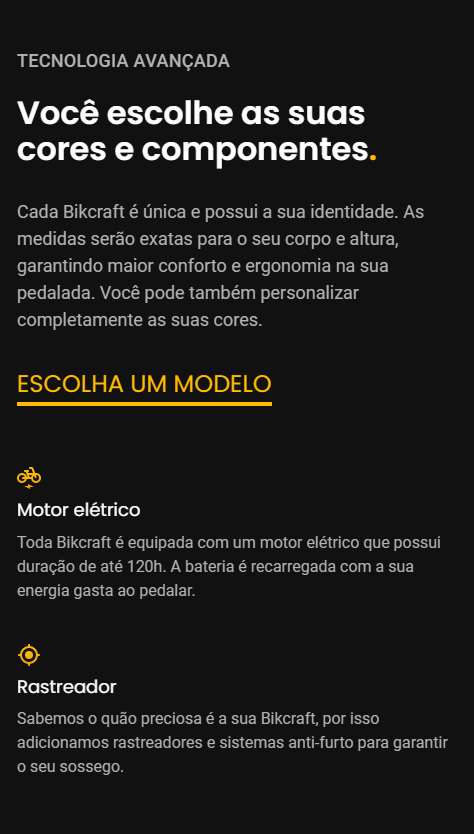 TECNOLOGIA AVANÇADA
Você escolhe as suas
cores e componentes.
Cada Bikcraft é única e possui a sua identidade. As
medidas serão exatas para o seu corpo e altura,
garantindo maior conforto e ergonomia na sua
pedalada. Você pode também personalizar
completamente as suas cores.
ESCOLHA UM MODELO
Motor elétrico
Toda Bikcraft é equipada com um motor elétrico que possui
duração de até 120h. A bateria é recarregada com a sua
energia gasta ao pedalar.
Rastreador
Sabemos o quão preciosa é a sua Bikcraft, por isso
adicionamos rastreadores e sistemas anti-furto para garantir
o seu sossego.